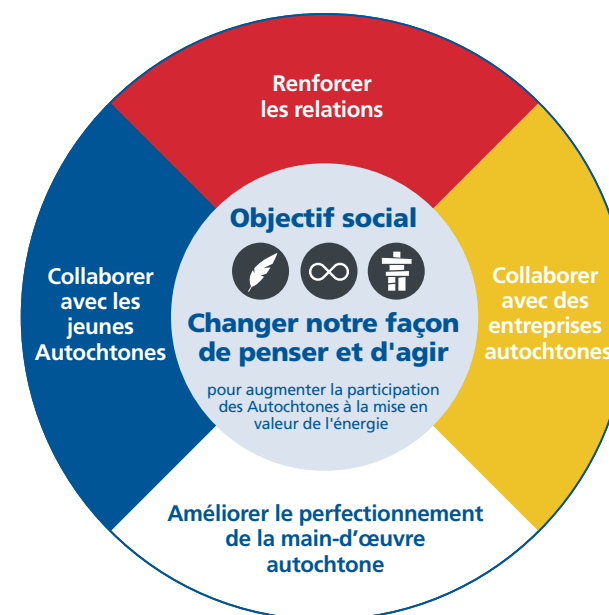 Renforcer
les relations
Objectif social
Changer notre façon
de penser et d'agir
pour augmenter la participation
des Autochtones à la mise en
valeur de l'énergie
Collaborer
avec les
jeunes
Autochtones
Collaborer
avec des
entreprises
autochtones
Améliorer le perfectionnement
de la main-d’œuvre
autochtone